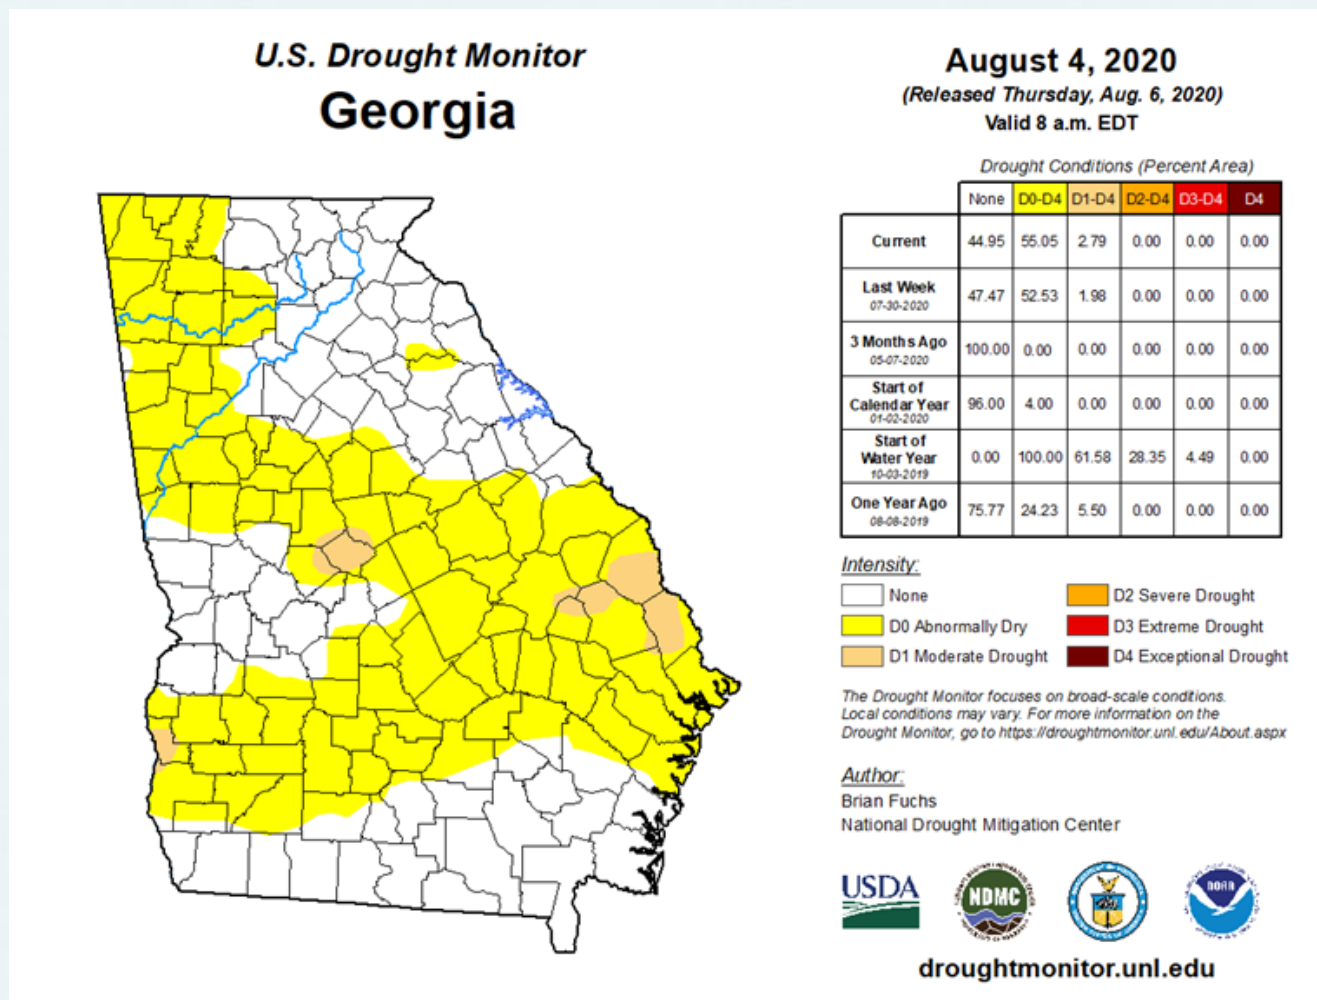 U.S. Drought Monitor
Georgia
August 4, 2020
(Released Thursday, Aug. 6, 2020)
Valid 8 a.m. EDT
Drought Conditions (Percent Area)
None D0-D4 D1-D4 D2-D4 D3-D4 D4
Current 44.95 55.05 2.79 0.00 0.00 0.00
Last Week 07-30-2020 47.47 52.53 1.98 0.00 0.00 0.00
3 Months Ago 05-07-2020 100.00 0.00 0.00 0.00 0.00 0.00
Start of Calendar Year 01-02-2020 96.00 4.00 0.00 0.00 0.00 0.00
Start of Water Year 10-03-2019 0.00 100.00 61.58 28.35 4.49 0.00
One Year Ago 08-08-2019 75.77 24.23 5.50 0.00 0.00 0.00
Intensity:
None
D0 Abnormally Dry
D1 Moderate Drought
D2 Severe Drought
D3 Extreme Drought
D4 Exceptional Drought
The Drought Monitor focuses on broad-scale conditions.
Local conditions may vary. For more information on the
Drought Monitor, go to https://droughtmonitor.unl.edu/About.aspx
Author:
Brian Fuchs
National Drought Mitigation Center
USDA
NDMC
NOAA
droughtmonitor.unl.edu